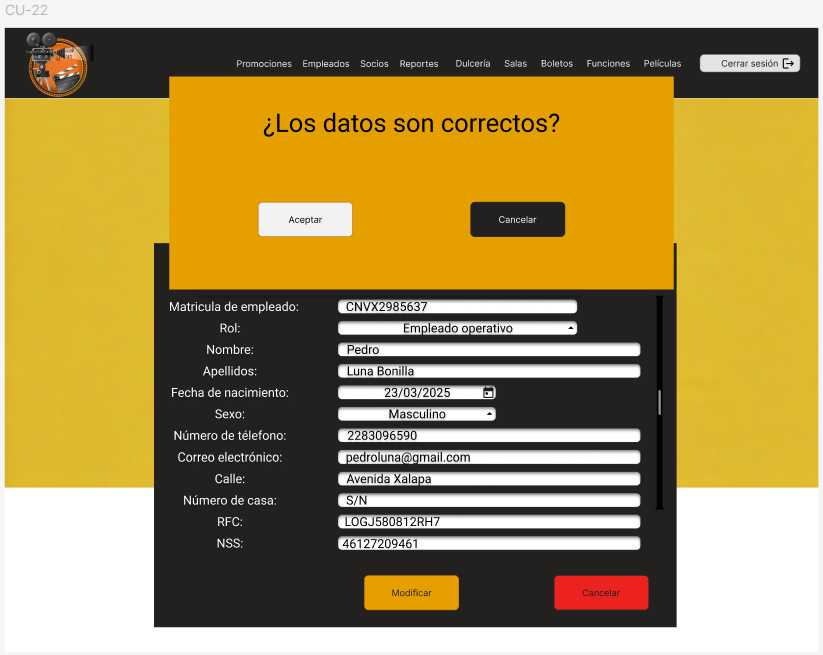 CU-22
Promociones Empleados Socios Reportes Dulcería Salas Boletos Funciones Películas Cerrar sesión
¿Los datos son correctos?
Aceptar Cancelar
Matricula de empleado: CNVX2985637
Rol: Empleado operativo
Nombre: Pedro
Apellidos: Luna Bonilla
Fecha de nacimiento: 23/03/2025
Sexo: Masculino
Número de télefono: 2283096590
Correo electrónico: pedroluna@gmail.com
Calle: Avenida Xalapa
Número de casa: S/N
RFC: LOGJ580812RH7
NSS: 46127209461
Modificar Cancelar